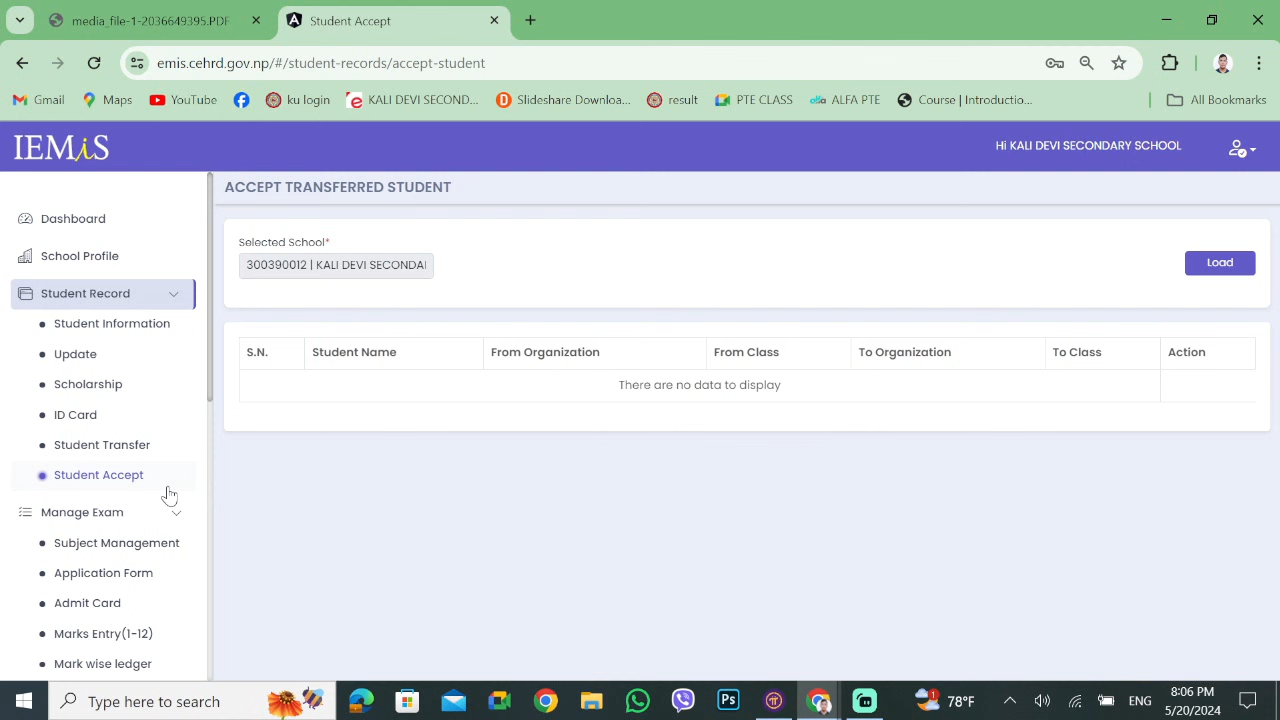 media_file-1-2036649395.PDF
Student Accept
emis.cehrd.gov.np/#/student-records/accept-student
Gmail
Maps
YouTube
ku login
KALI DEVI SECOND...
Slideshare Downloa...
result
PTE CLASS
alfa ALFA PTE
Course | Introductio...
All Bookmarks
IEMiS
Hi KALI DEVI SECONDARY SCHOOL
Dashboard
School Profile
Student Record
Student Information
Update
Scholarship
ID Card
Student Transfer
Student Accept
Manage Exam
Subject Management
Application Form
Admit Card
Marks Entry(1-12)
Mark wise ledger
ACCEPT TRANSFERRED STUDENT
Selected School*
300390012 | KALI DEVI SECONDAI
Load
S.N. Student Name From Organization From Class To Organization To Class Action
There are no data to display
Type here to search
Ps
1
78°F
ENG
8:06 PM
5/20/2024